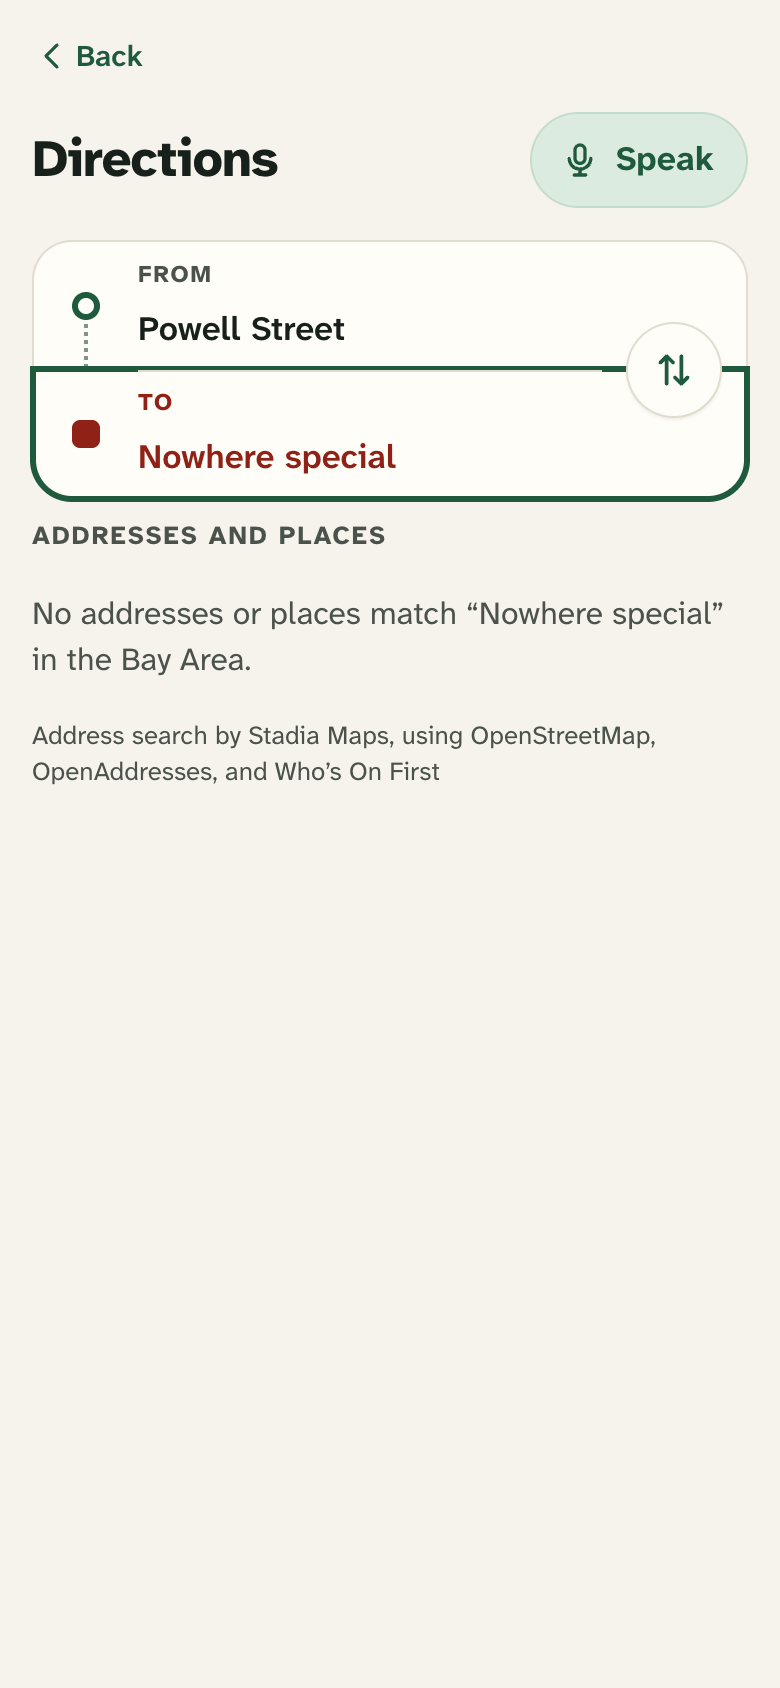 Back
Directions
Speak
FROM
Powell Street
TO
Nowhere special
ADDRESSES AND PLACES
No addresses or places match “Nowhere special”
in the Bay Area.
Address search by Stadia Maps, using OpenStreetMap,
OpenAddresses, and Who’s On First